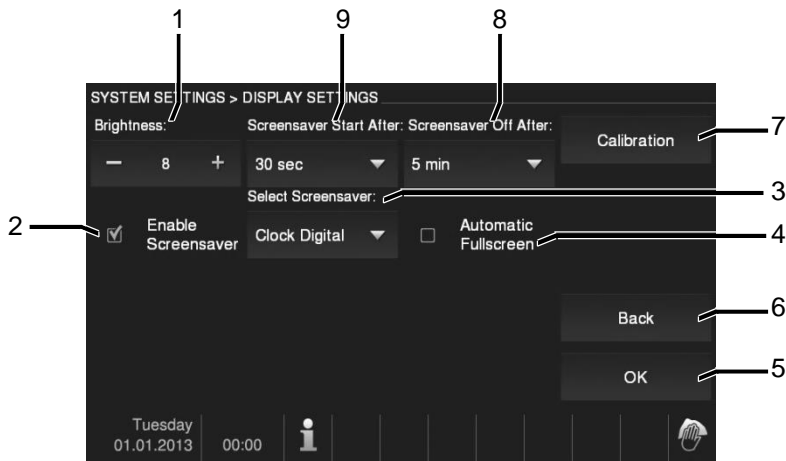 1 9 8
SYSTEM SETTINGS > DISPLAY SETTINGS
Brightness: Screensaver Start After: Screensaver Off After:
Calibration 7
− 8 + 30 sec 5 min
Select Screensaver: 3
2 Enable Screensaver Clock Digital Automatic Fullscreen 4
Back 6
OK 5
Tuesday
01.01.2013 00:00 i